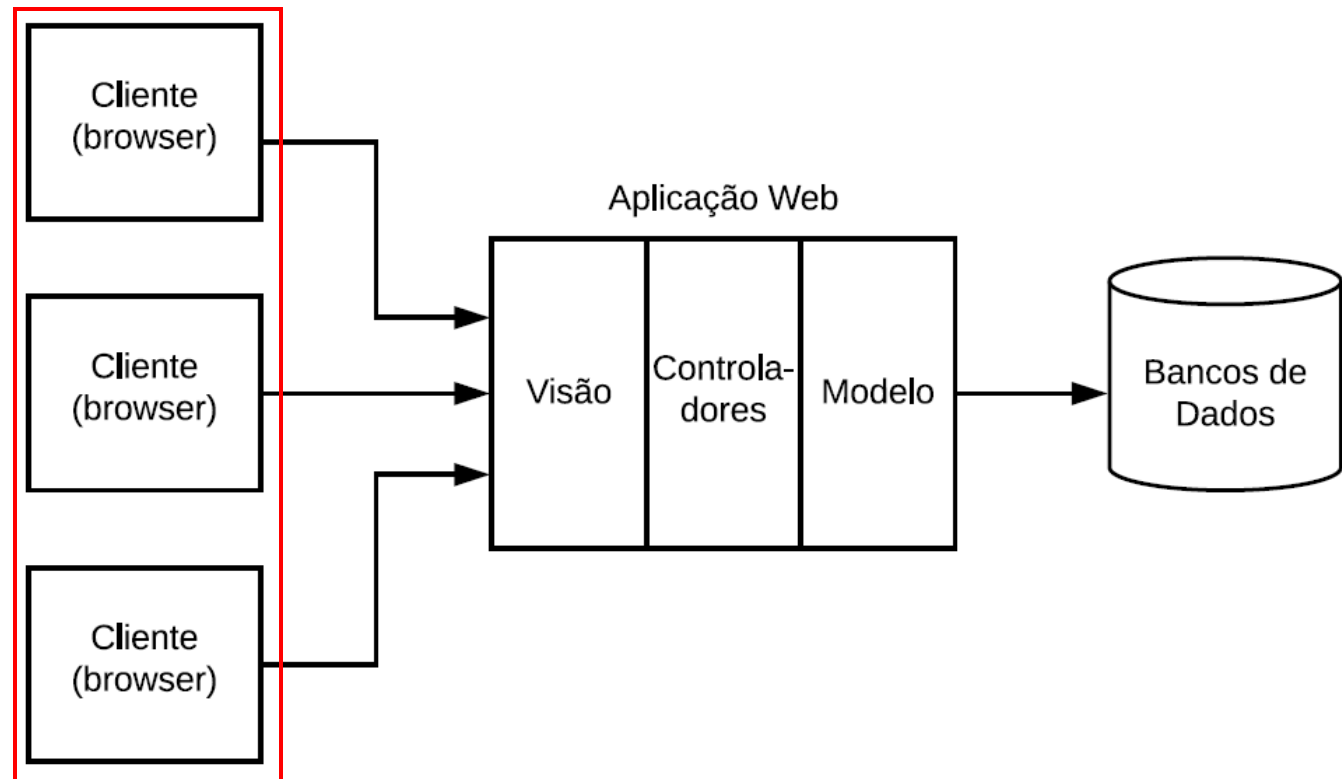 Cliente
(browser)
Aplicação Web
Cliente
(browser)
Visão
Controla-
dores
Modelo
Bancos de
Dados
Cliente
(browser)